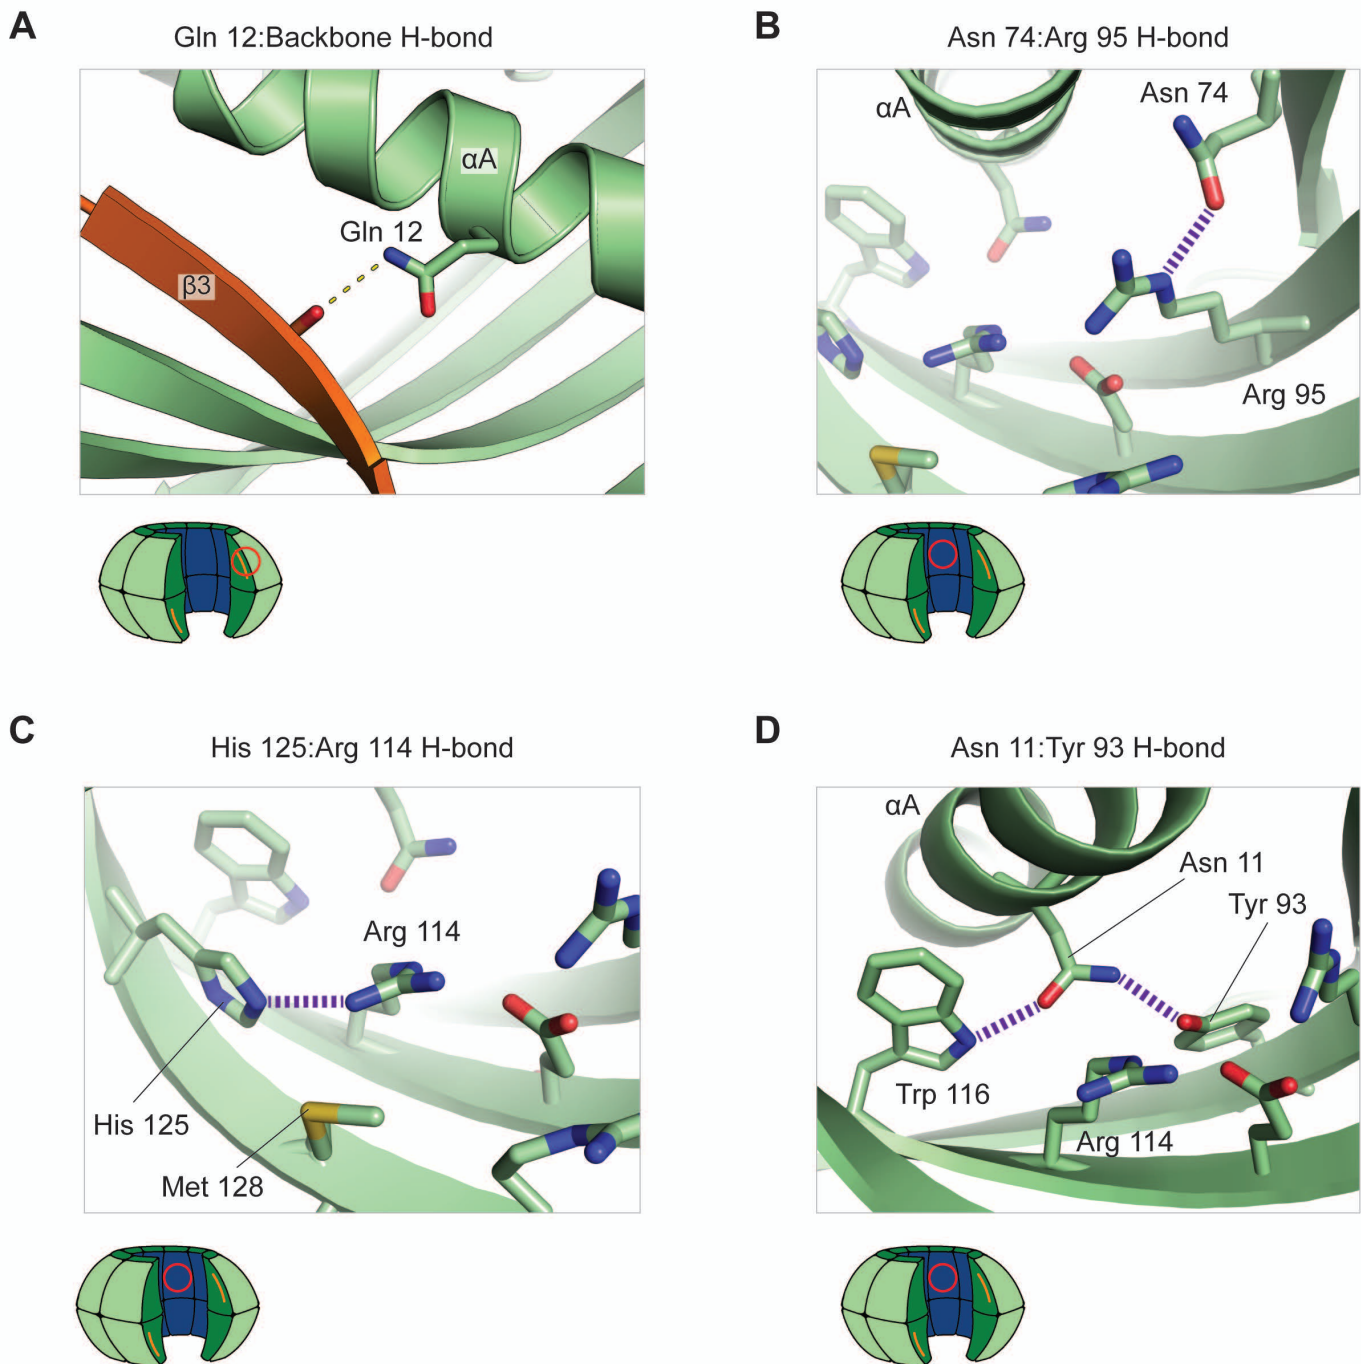 A
Gln 12:Backbone H-bond
αA
Gln 12
β3
B
Asn 74:Arg 95 H-bond
αA
Asn 74
Arg 95
C
His 125:Arg 114 H-bond
Arg 114
His 125
Met 128
D
Asn 11:Tyr 93 H-bond
αA
Asn 11
Tyr 93
Trp 116
Arg 114